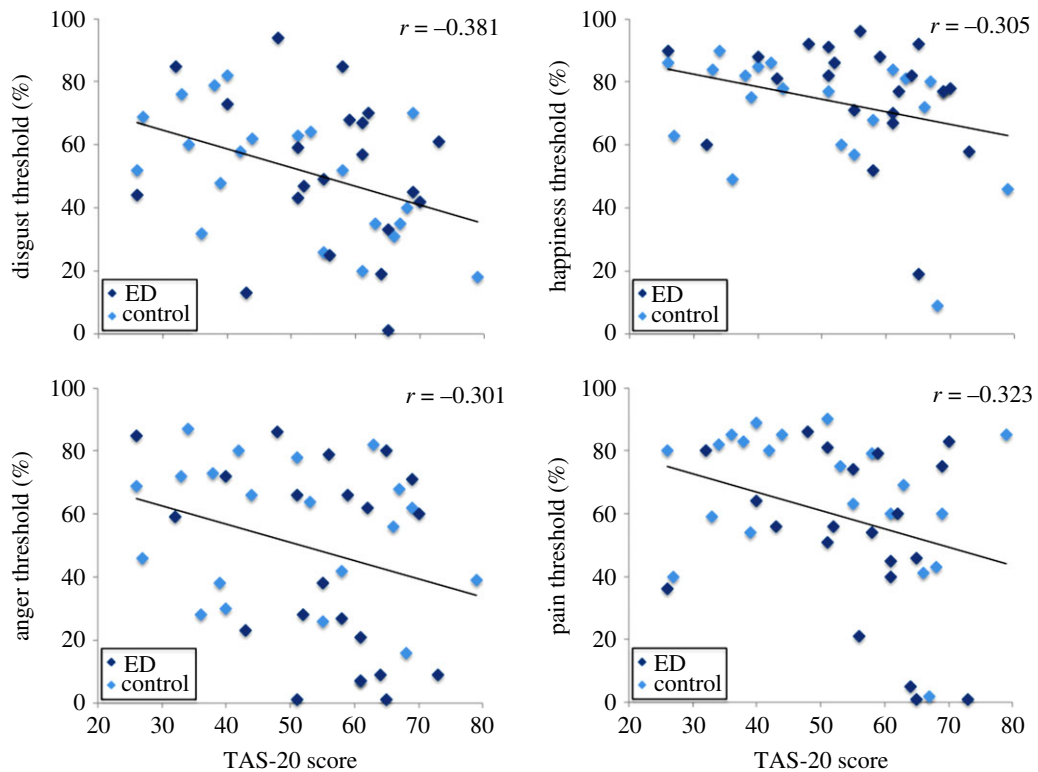 100
80
60
40
20
0
disgust threshold (%)
r = –0.381
ED
control
100
80
60
40
20
0
happiness threshold (%)
r = –0.305
ED
control
100
80
60
40
20
0
anger threshold (%)
r = –0.301
ED
control
20 30 40 50 60 70 80
TAS-20 score
100
80
60
40
20
0
pain threshold (%)
r = –0.323
ED
control
20 30 40 50 60 70 80
TAS-20 score